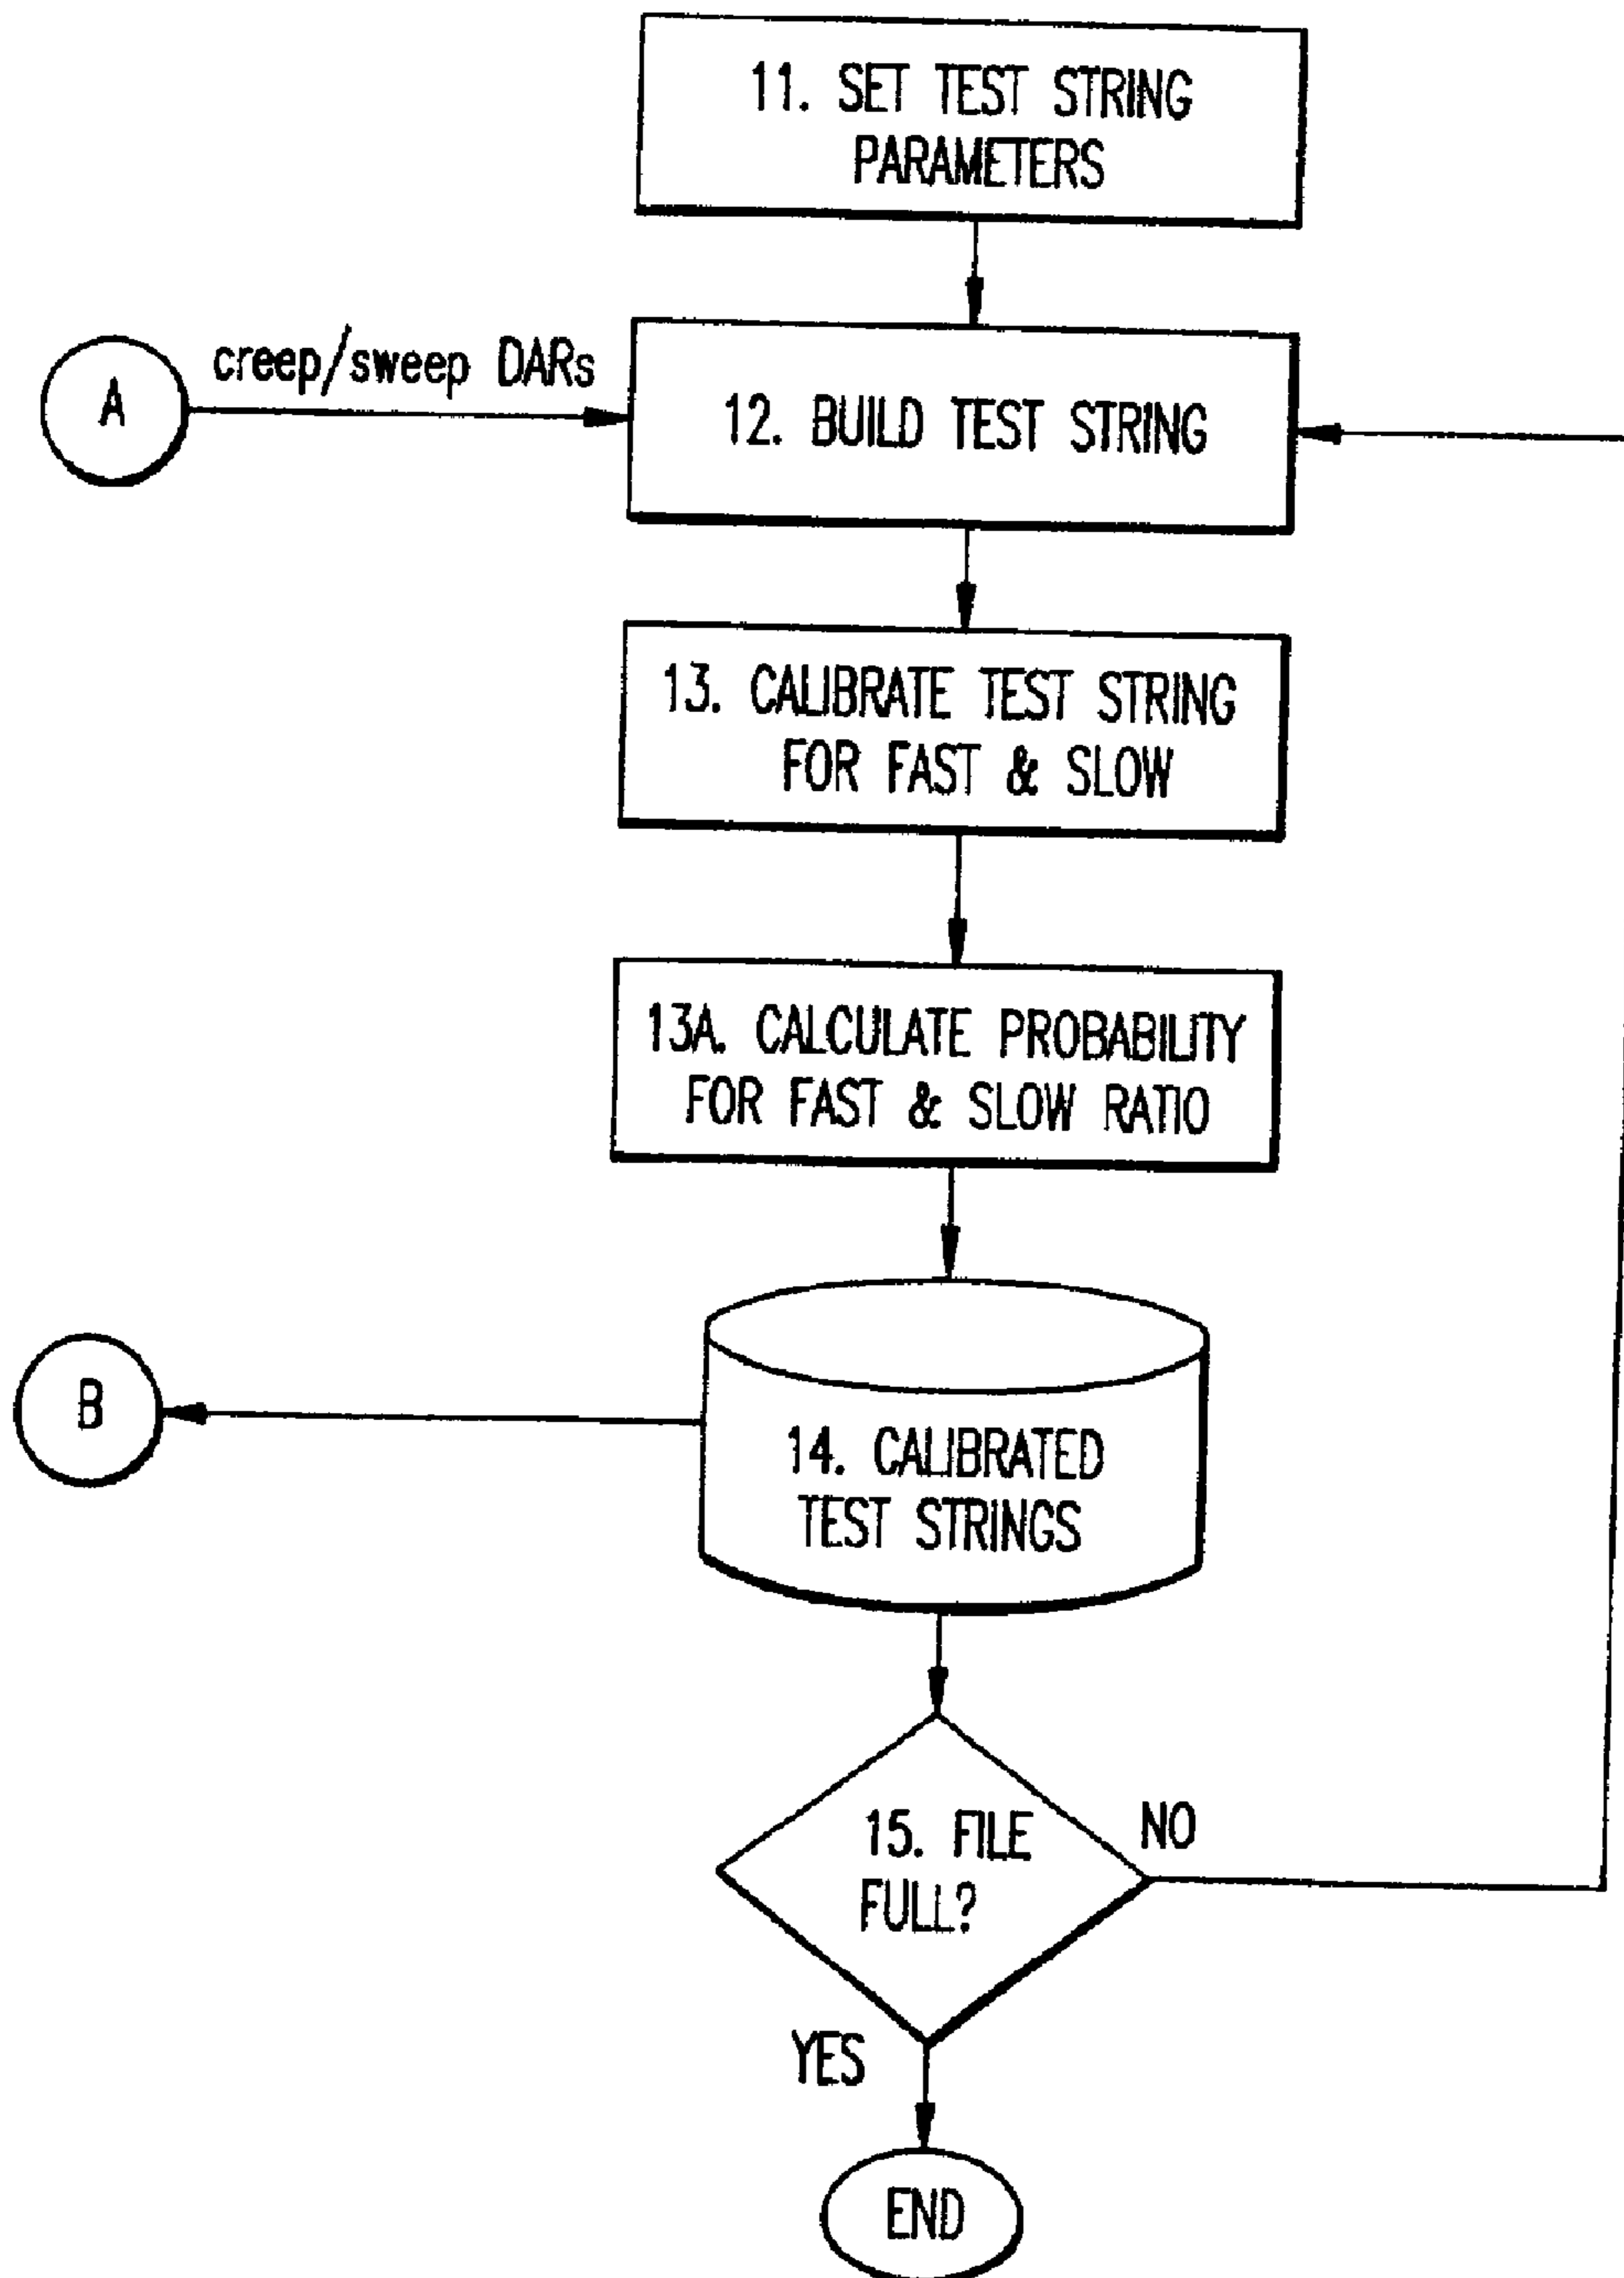 11. SET TEST STRING
PARAMETERS
A
creep/sweep DARs
12. BUILD TEST STRING
13. CALIBRATE TEST STRING
FOR FAST & SLOW
13A. CALCULATE PROBABILITY
FOR FAST & SLOW RATIO
B
14. CALIBRATED
TEST STRINGS
15. FILE
FULL?
NO
YES
END